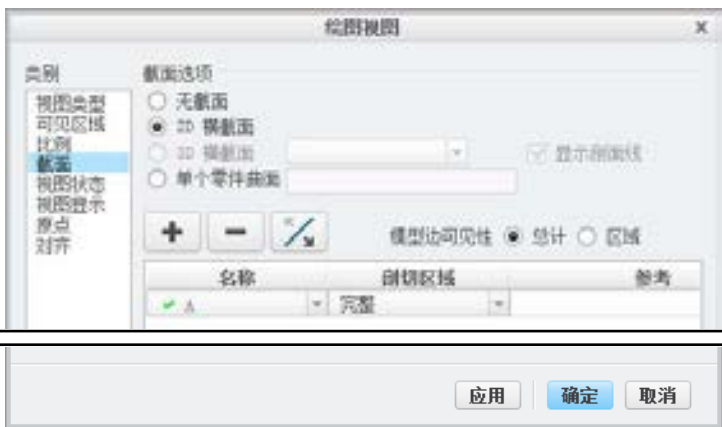 绘图视图 x
类别
视图类型
可见区域
比例
截面
视图状态
视图显示
原点
对齐
截面选项
无截面
2D 横截面
3D 横截面 显示剖面线
单个零件曲面
模型边可见性 总计 区域
名称 剖切区域 参考
A 完整
应用 确定 取消